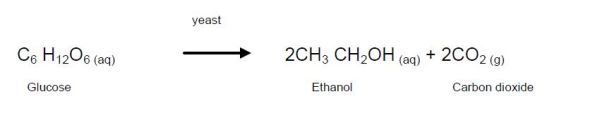 yeast
C₆ H₁₂O₆ (aq) 2CH₃ CH₂OH (aq) + 2CO₂ (g)
Glucose Ethanol Carbon dioxide